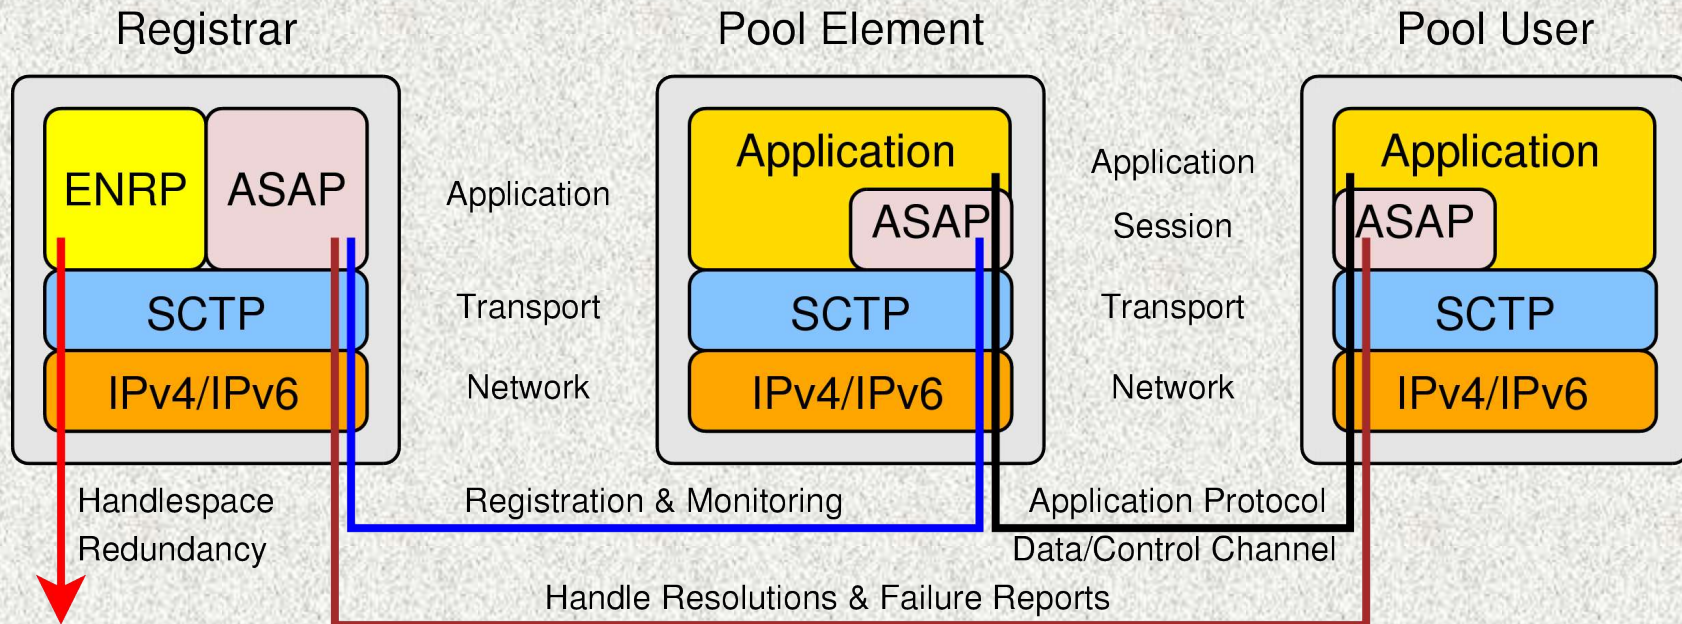 Registrar
Pool Element
Pool User
ENRP
ASAP
SCTP
IPv4/IPv6
Application
Transport
Network
Application
ASAP
SCTP
IPv4/IPv6
Application
Session
Transport
Network
Application
ASAP
SCTP
IPv4/IPv6
Handlespace
Redundancy
Registration & Monitoring
Application Protocol
Data/Control Channel
Handle Resolutions & Failure Reports